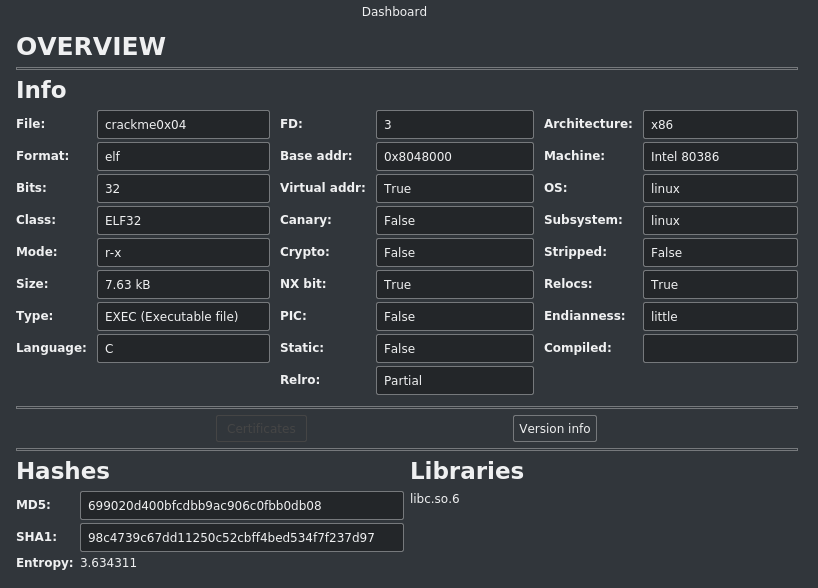 Dashboard
OVERVIEW
Info
File: crackme0x04 FD: 3 Architecture: x86
Format: elf Base addr: 0x8048000 Machine: Intel 80386
Bits: 32 Virtual addr: True OS: linux
Class: ELF32 Canary: False Subsystem: linux
Mode: r-x Crypto: False Stripped: False
Size: 7.63 kB NX bit: True Relocs: True
Type: EXEC (Executable file) PIC: False Endianness: little
Language: C Static: False Compiled:
Relro: Partial
Certificates Version info
Hashes Libraries
MD5: 699020d400bfcdbb9ac906c0fbb0db08 libc.so.6
SHA1: 98c4739c67dd11250c52cbff4bed534f7f237d97
Entropy: 3.634311